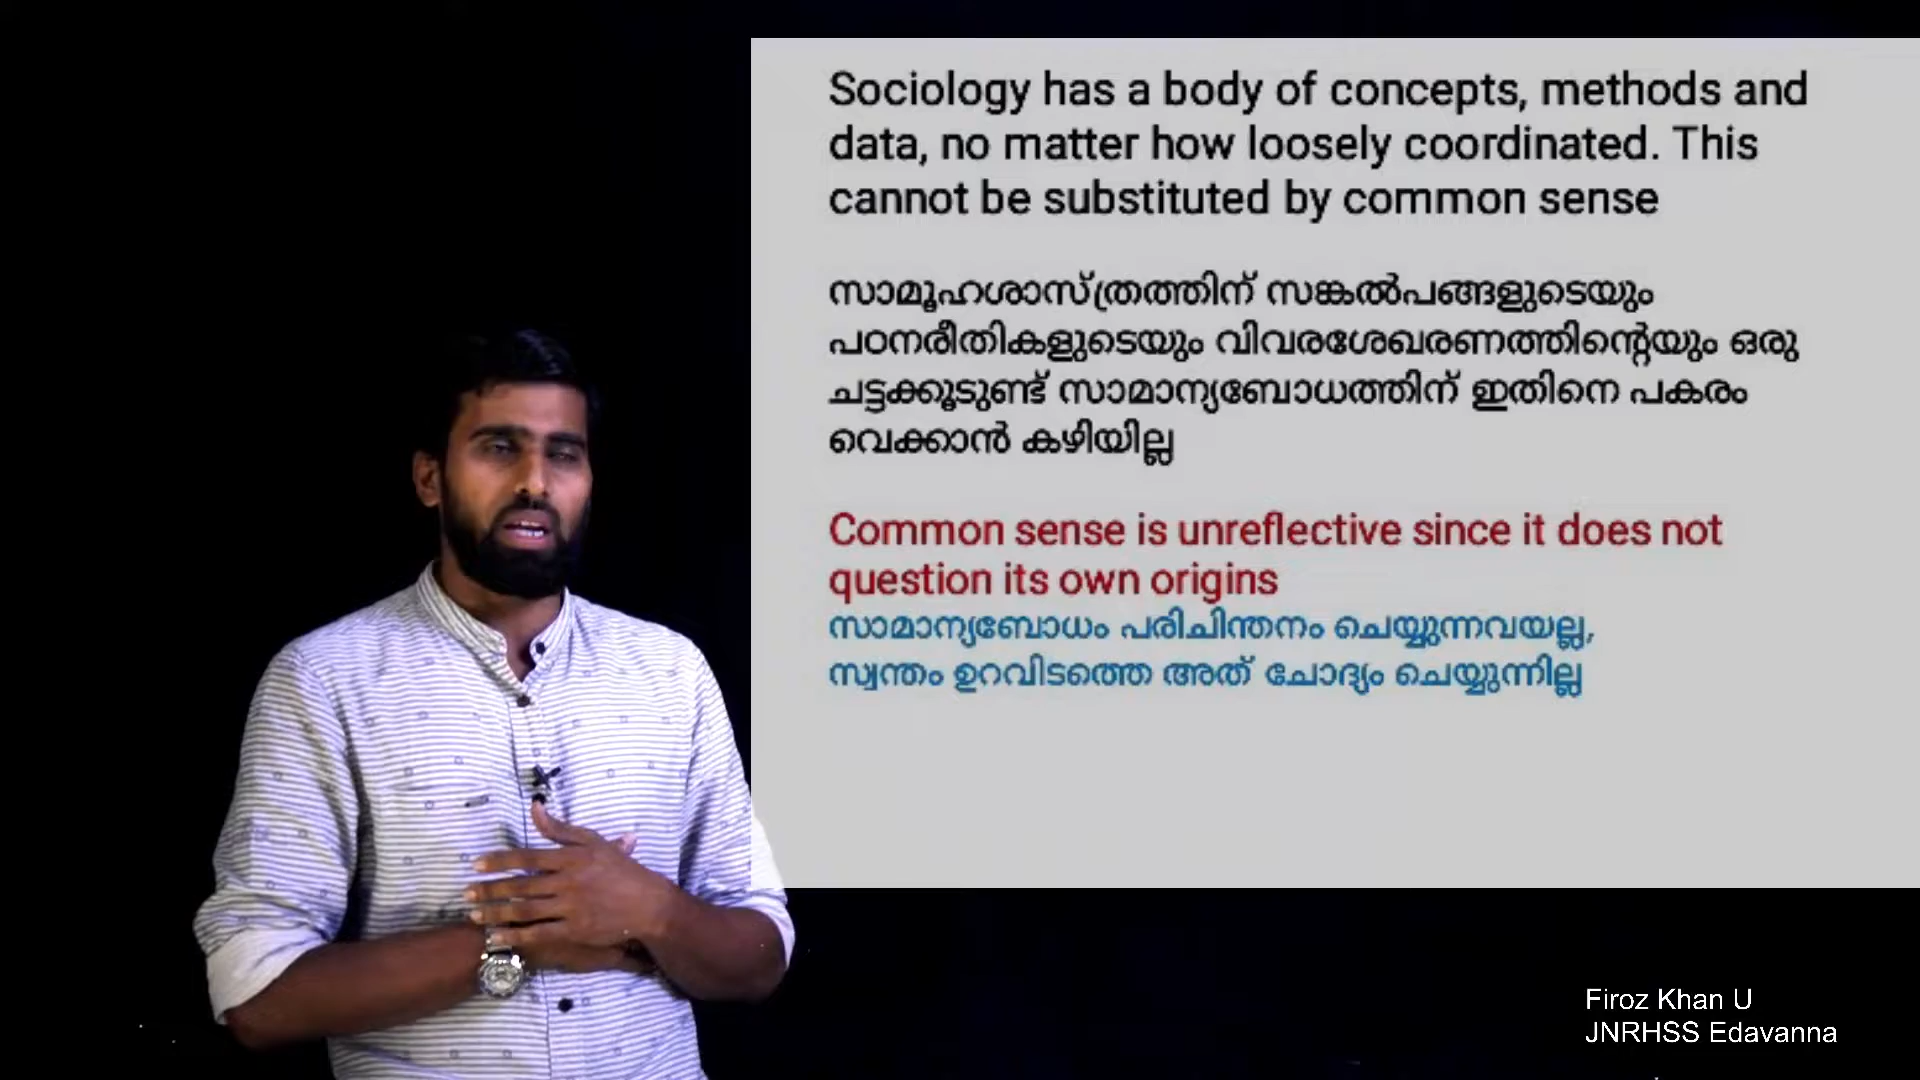 Sociology has a body of concepts, methods and
data, no matter how loosely coordinated. This
cannot be substituted by common sense
സാമൂഹശാസ്ത്രത്തിന് സങ്കൽപങ്ങളുടെയും
പഠനരീതികളുടെയും വിവരശേഖരണത്തിന്റെയും ഒരു
ചട്ടക്കൂടുണ്ട് സാമാന്യബോധത്തിന് ഇതിനെ പകരം
വെക്കാൻ കഴിയില്ല
Common sense is unreflective since it does not
question its own origins
സാമാന്യബോധം പരിചിന്തനം ചെയ്യുന്നവയല്ല,
സ്വന്തം ഉറവിടത്തെ അത് ചോദ്യം ചെയ്യുന്നില്ല
Firoz Khan U
JNRHSS Edavanna